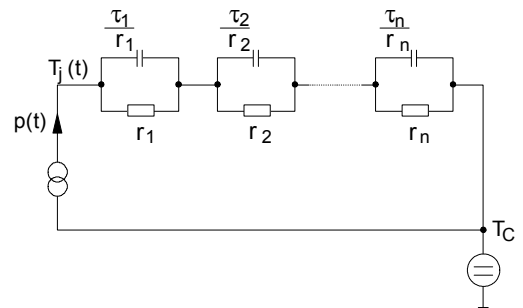 τ1 τ2 τn
r1 r2 rn
Tj(t)
r1 r2 rn
p(t)
TC